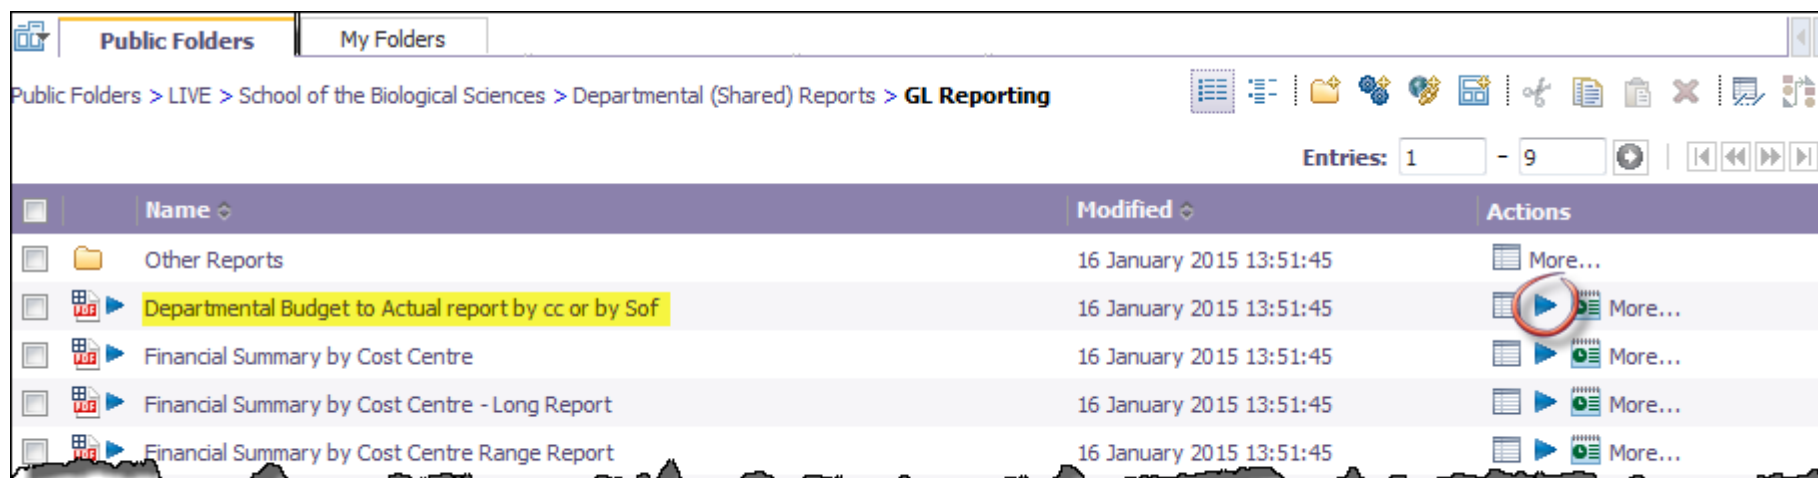 Public Folders My Folders
Public Folders > LIVE > School of the Biological Sciences > Departmental (Shared) Reports > GL Reporting
Entries: 1 - 9
Name Modified Actions
Other Reports 16 January 2015 13:51:45 More...
PDF Departmental Budget to Actual report by cc or by Sof 16 January 2015 13:51:45 More...
PDF Financial Summary by Cost Centre 16 January 2015 13:51:45 More...
PDF Financial Summary by Cost Centre - Long Report 16 January 2015 13:51:45 More...
PDF Financial Summary by Cost Centre Range Report 16 January 2015 13:51:45 More...